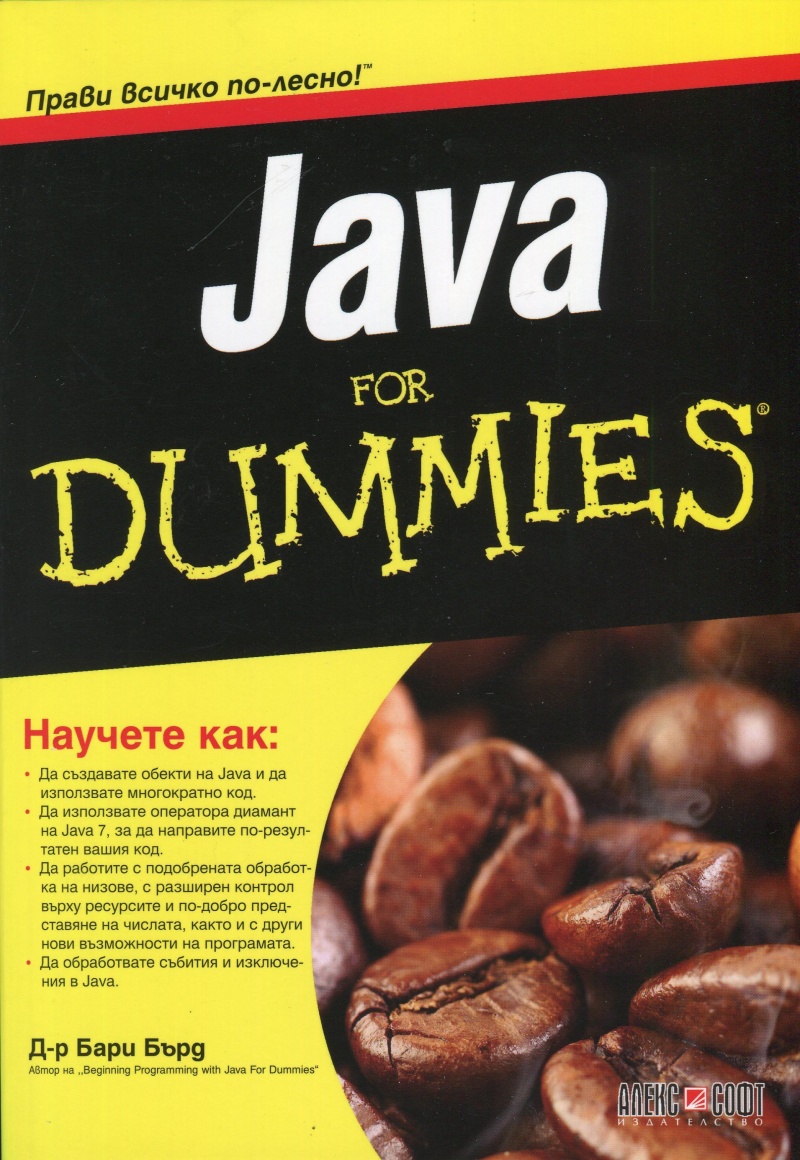 Прави всичко по-лесно!™
Java
FOR
DUMMIES®
Научете как:
• Да създавате обекти на Java и да
използвате многократно код.
• Да използвате оператора диамант
на Java 7, за да направите по-резул-
татен вашия код.
• Да работите с подобрената обработ-
ка на низове, с разширен контрол
върху ресурсите и по-добро пред-
ставяне на числата, както и с други
нови възможности на програмата.
• Да обработвате събития и изключе-
ния в Java.
Д-р Бари Бърд
Автор на ,,Beginning Programming with Java For Dummies“
АЛЕКС СОФТ
ИЗДАТЕЛСТВО